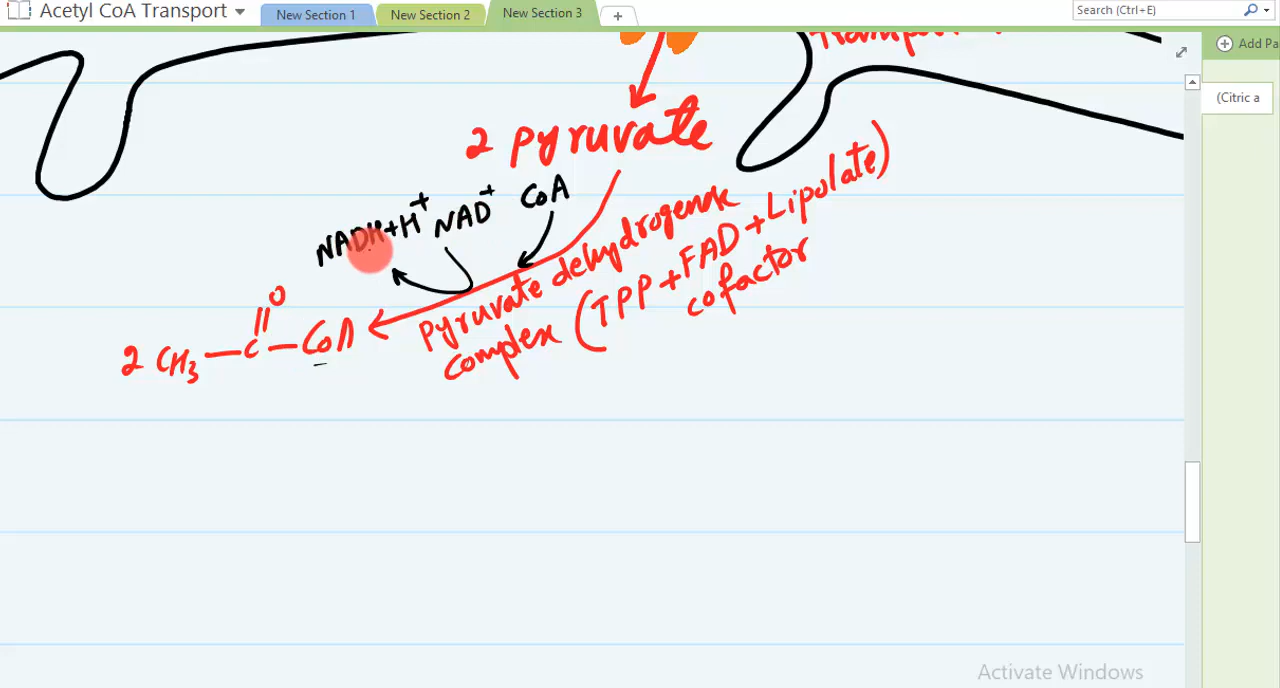 Acetyl CoA Transport
New Section 1
New Section 2
New Section 3
Search (Ctrl+E)
Add Pa
(Citric a
2 Pyruvate
NADH+H+ NAD+ CoA
Pyruvate dehydrogenase
complex (TPP+FAD+Lipolate)
cofactor
O
2 CH3 — C — CoA
Activate Windows